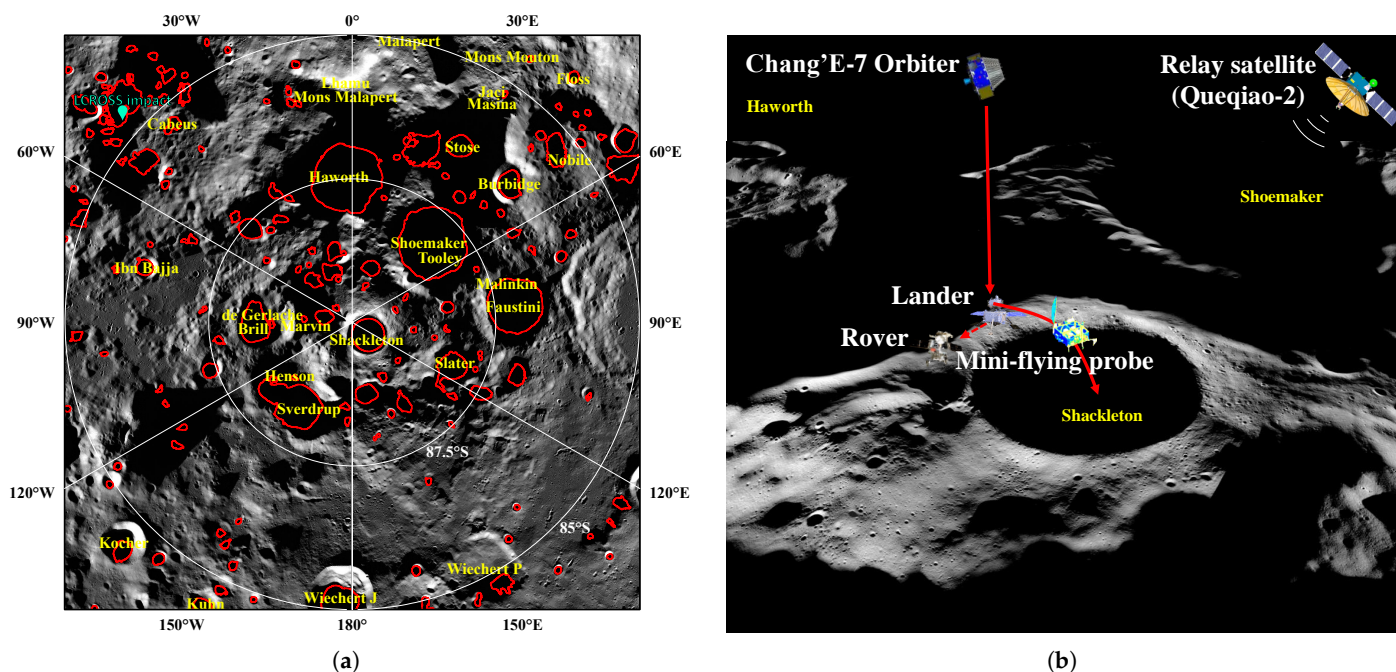 30°W
0°
30°E
Malapert
Mons Mouton
Lhamu
Mons Malapert
Jaci
Masina
Floss
LCROSS impact
Cabeus
60°W
60°E
Stose
Nobile
Haworth
Burbidge
Shoemaker
Tooley
Ibn Bajja
Malinkin
Faustini
90°W
90°E
de Gerlache
Brill
Marvin
Shackleton
Slater
Henson
Sverdrup
87.5°S
120°W
120°E
85°S
Kocher
Wiechert P
Wiechert J
Kuhn
150°W
180°
150°E
(a)
Chang'E-7 Orbiter
Relay satellite
(Queqiao-2)
Haworth
Shoemaker
Lander
Rover
Mini-flying probe
Shackleton
(b)